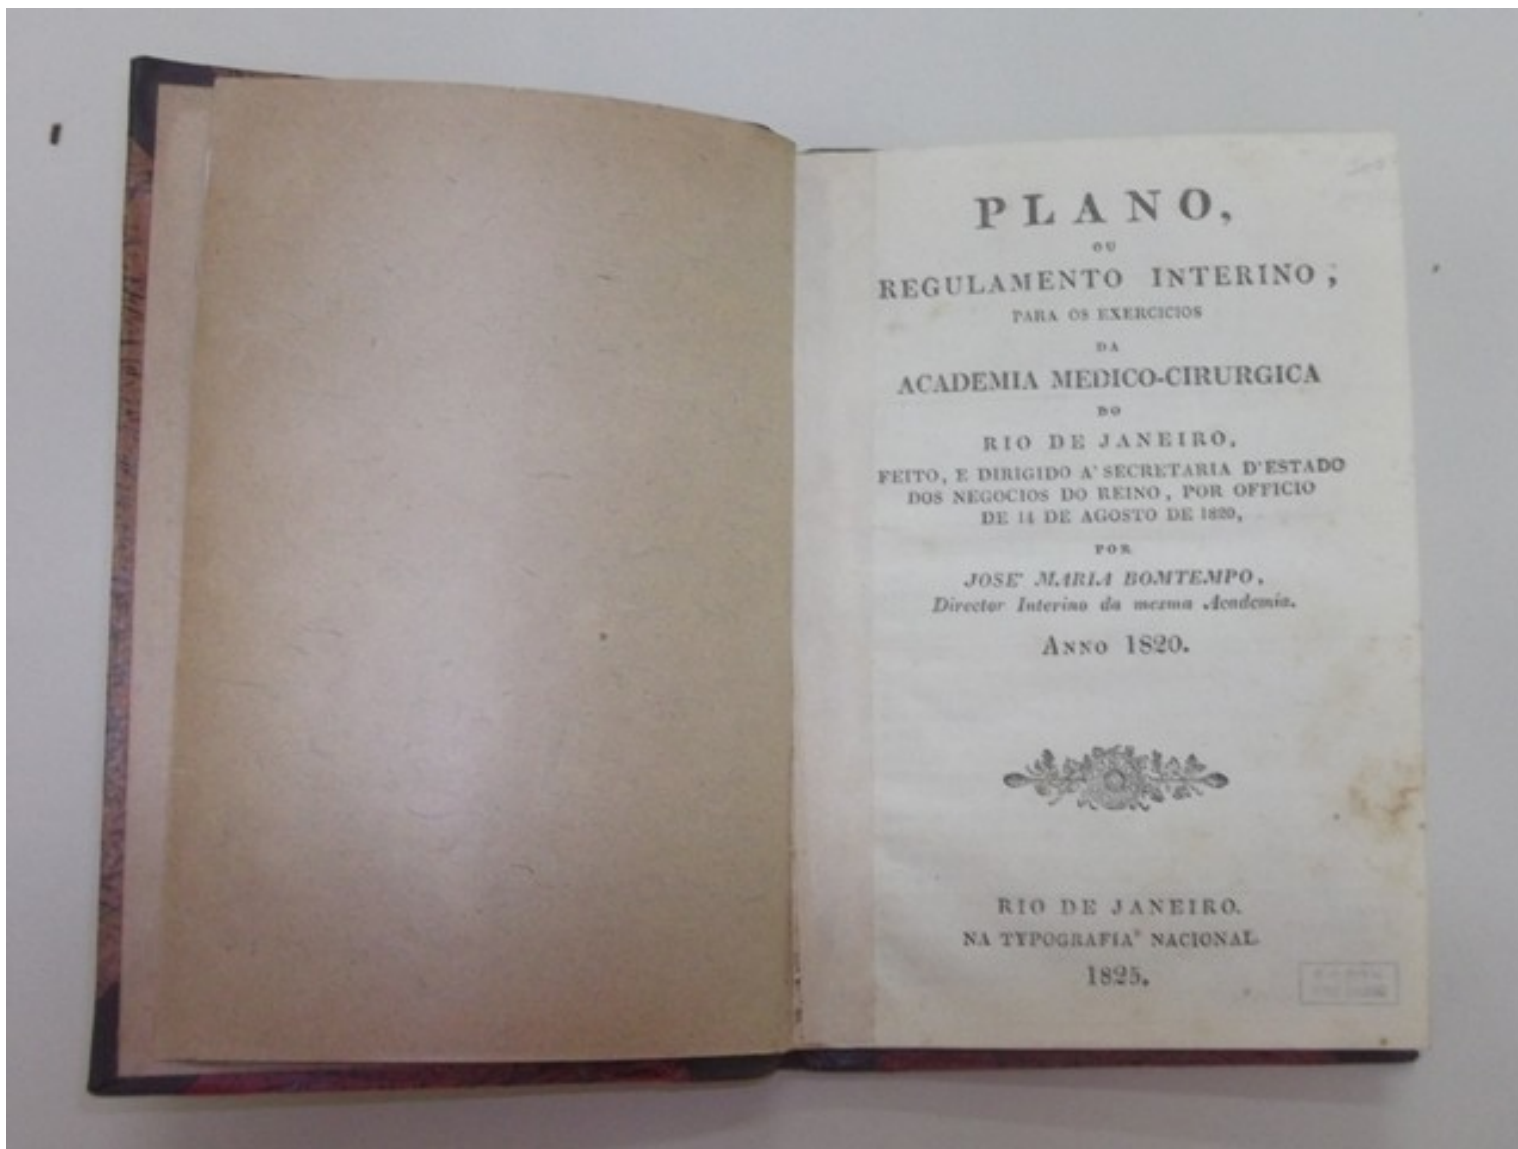 PLANO,
OU
REGULAMENTO INTERINO,
PARA OS EXERCICIOS
DA
ACADEMIA MEDICO-CIRURGICA
DO
RIO DE JANEIRO,
FEITO, E DIRIGIDO A' SECRETARIA D'ESTADO
DOS NEGOCIOS DO REINO, POR OFFICIO
DE 14 DE AGOSTO DE 1820,
POR
JOSE' MARIA BOMTEMPO,
Director Interino da mesma Academia.
ANNO 1820.
RIO DE JANEIRO.
NA TYPOGRAFIA NACIONAL.
1825.